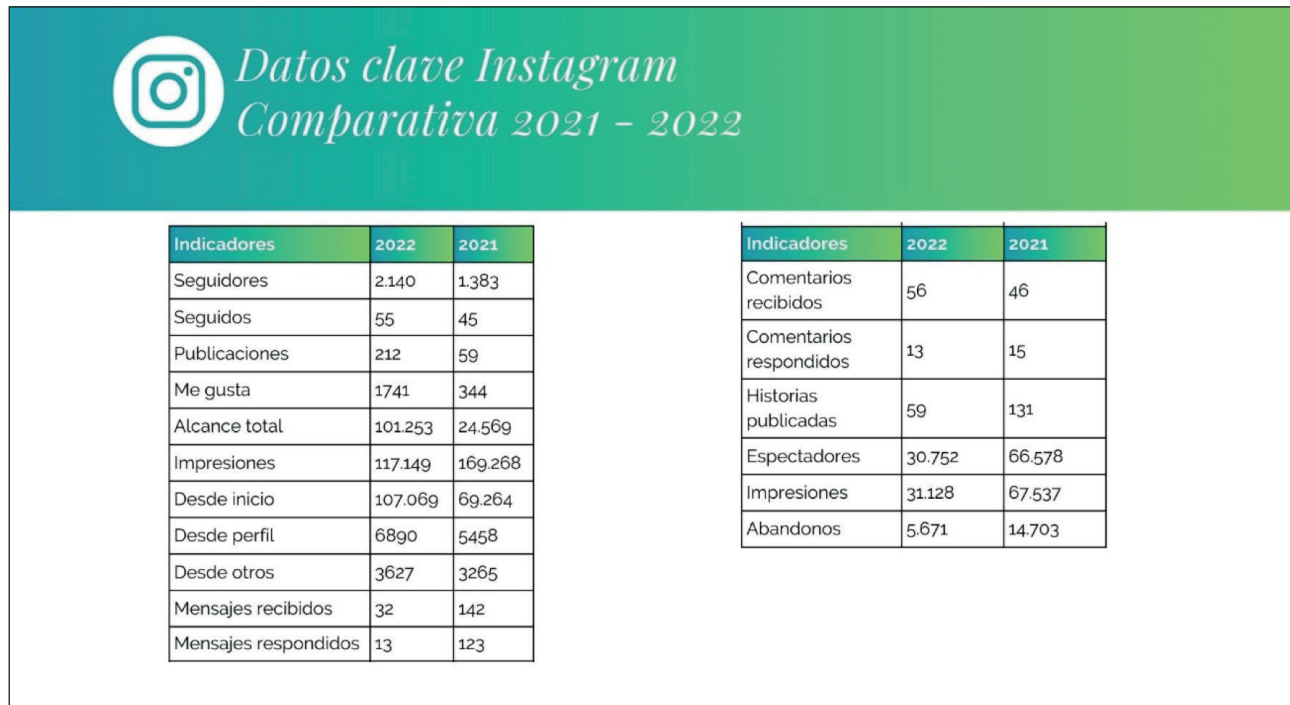 Datos clave Instagram
Comparativa 2021 - 2022
Indicadores 2022 2021
Seguidores 2.140 1.383
Seguidos 55 45
Publicaciones 212 59
Me gusta 1741 344
Alcance total 101.253 24.569
Impresiones 117.149 169.268
Desde inicio 107.069 69.264
Desde perfil 6890 5458
Desde otros 3627 3265
Mensajes recibidos 32 142
Mensajes respondidos 13 123
Indicadores 2022 2021
Comentarios
recibidos 56 46
Comentarios
respondidos 13 15
Historias
publicadas 59 131
Espectadores 30.752 66.578
Impresiones 31.128 67.537
Abandonos 5.671 14.703